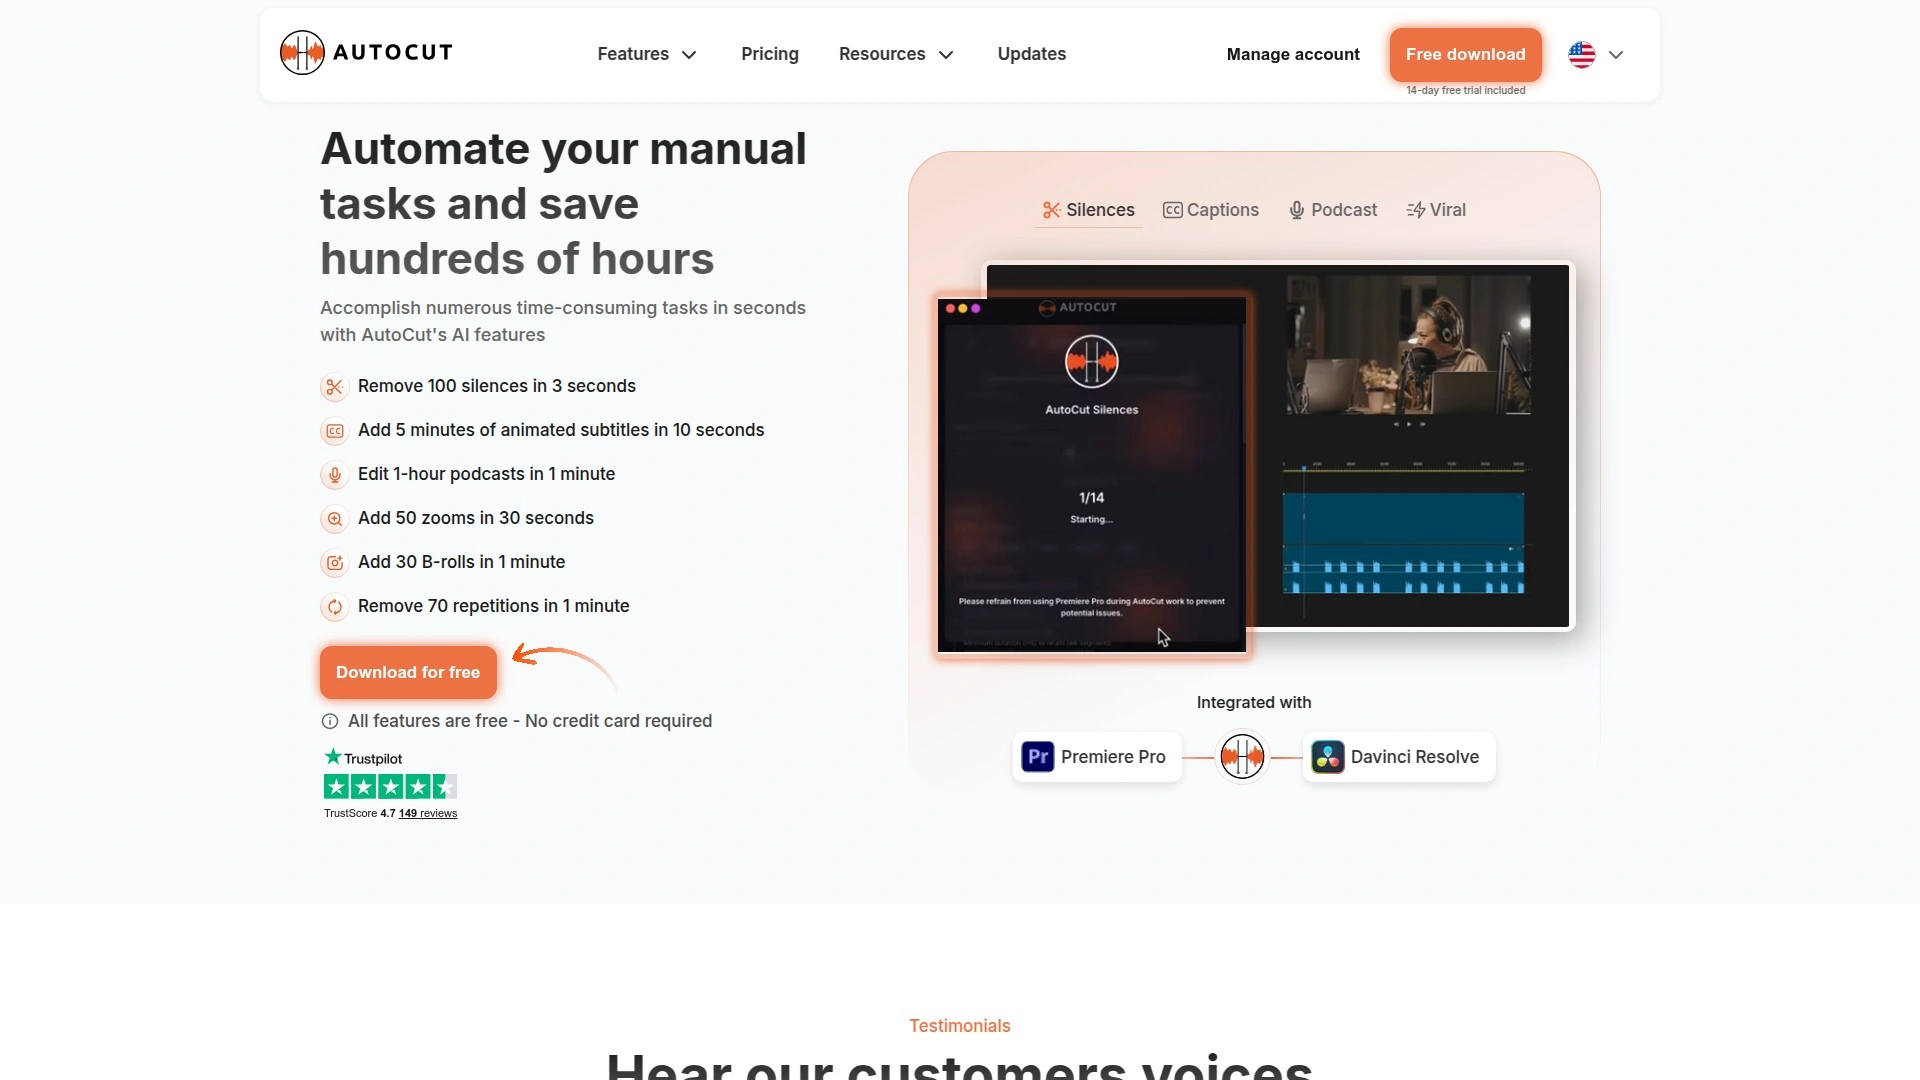 AUTOCUT
Features
Pricing
Resources
Updates
Manage account
Free download
14-day free trial included
Automate your manual
tasks and save
hundreds of hours
Accomplish numerous time-consuming tasks in seconds
with AutoCut's AI features
Remove 100 silences in 3 seconds
CC Add 5 minutes of animated subtitles in 10 seconds
Edit 1-hour podcasts in 1 minute
Add 50 zooms in 30 seconds
Add 30 B-rolls in 1 minute
Remove 70 repetitions in 1 minute
Download for free
All features are free - No credit card required
Trustpilot
TrustScore 4.7 149 reviews
Silences
CC Captions
Podcast
Viral
AUTOCUT
AutoCut Silences
1/14
Starting...
Please refrain from using Premiere Pro during AutoCut work to prevent
potential issues.
Integrated with
Pr Premiere Pro
Davinci Resolve
Testimonials
Hear our customers voices